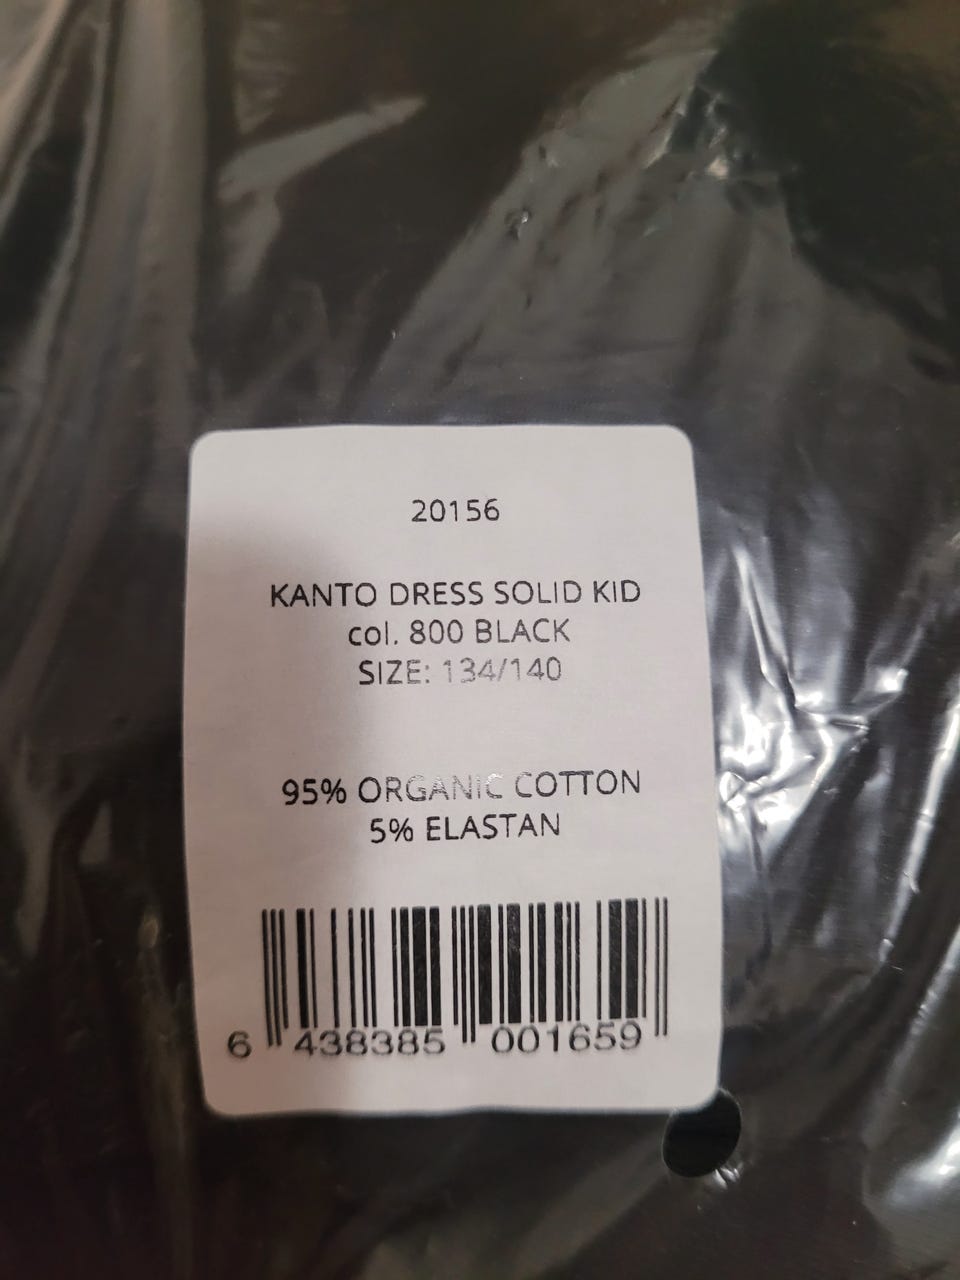 20156
KANTO DRESS SOLID KID
col. 800 BLACK
SIZE: 134/140
95% ORGANIC COTTON
5% ELASTAN
6 438385 001659